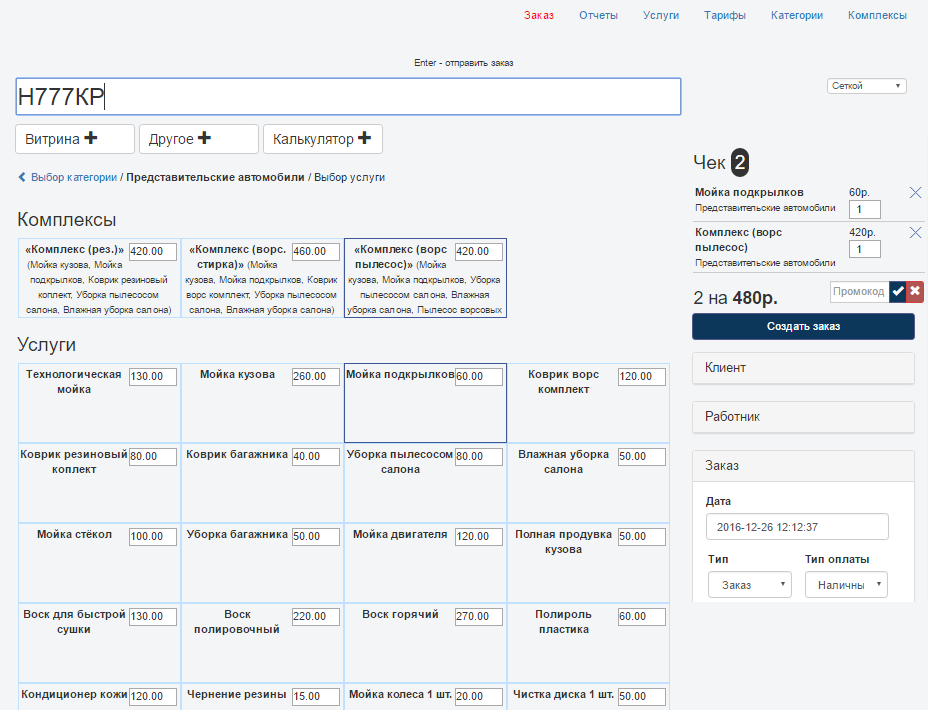 Заказ Отчеты Услуги Тарифы Категории Комплексы
Enter - отправить заказ
Н777КР
Сеткой
Витрина Другое Калькулятор
Выбор категории / Представительские автомобили / Выбор услуги
Комплексы
«Комплекс (рез.)» 420.00
(Мойка кузова, Мойка
подкрылков, Коврик резиновый
коплект, Уборка пылесосом
салона, Влажная уборка салона)
«Комплекс (ворс. 460.00
стирка)» (Мойка
кузова, Мойка подкрылков, Коврик
ворс комплект, Уборка пылесосом
салона, Влажная уборка салона)
«Комплекс (ворс 420.00
пылесос)» (Мойка
кузова, Мойка подкрылков, Уборка
пылесосом салона, Влажная
уборка салона, Пылесос ворсовых
Услуги
Технологическая 130.00
мойка
Мойка кузова 260.00
Мойка подкрылков 60.00
Коврик ворс 120.00
комплект
Коврик резиновый 80.00
коплект
Коврик багажника 40.00
Уборка пылесосом 80.00
салона
Влажная уборка 50.00
салона
Мойка стёкол 100.00
Уборка багажника 50.00
Мойка двигателя 120.00
Полная продувка 50.00
кузова
Воск для быстрой 130.00
сушки
Воск 220.00
полировочный
Воск горячий 270.00
Полироль 60.00
пластика
Кондиционер кожи 120.00
Чернение резины 15.00
Мойка колеса 1 шт. 20.00
Чистка диска 1 шт. 50.00
Чек 2
Мойка подкрылков 60р.
Представительские автомобили 1
Комплекс (ворс 420р.
пылесос) 1
Представительские автомобили
2 на 480р. Промокод
Создать заказ
Клиент
Работник
Заказ
Дата
2016-12-26 12:12:37
Тип Тип оплаты
Заказ Наличны